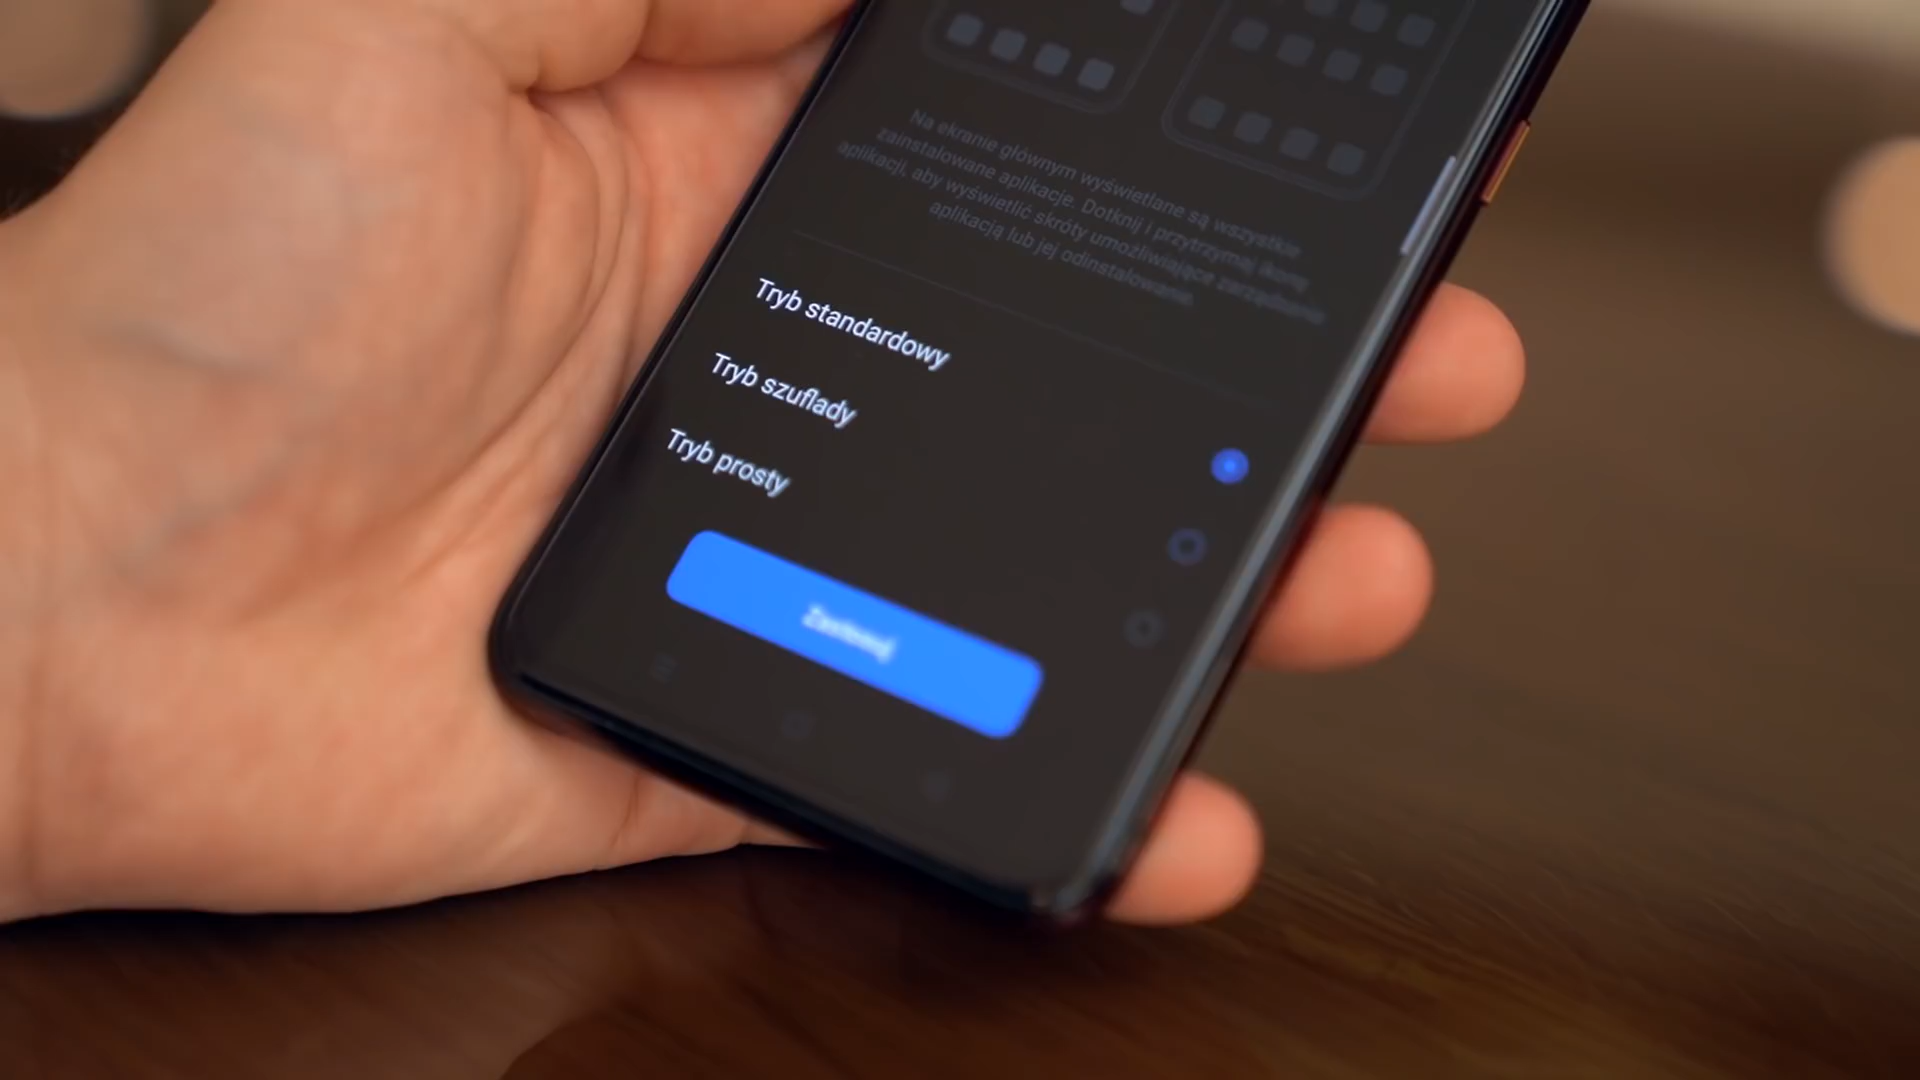 Na ekranie głównym wyświetlane są wszystkie
zainstalowane aplikacje. Dotknij i przytrzymaj ikonę
aplikacji, aby wyświetlić skróty umożliwiające zarządzanie
aplikacją lub jej odinstalowanie.
Tryb standardowy
Tryb szuflady
Tryb prosty
Zastosuj